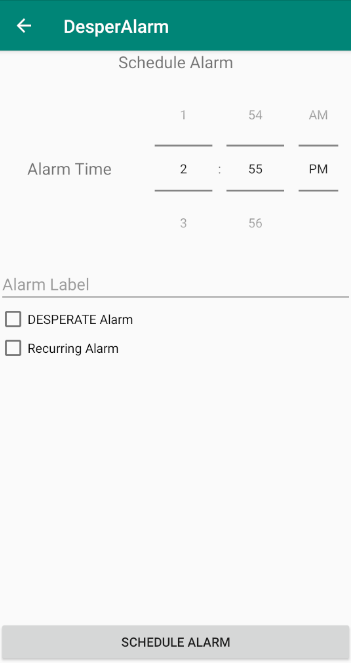 DesperAlarm
Schedule Alarm
1 54 AM
Alarm Time 2 : 55 PM
3 56
Alarm Label
DESPERATE Alarm
Recurring Alarm
SCHEDULE ALARM